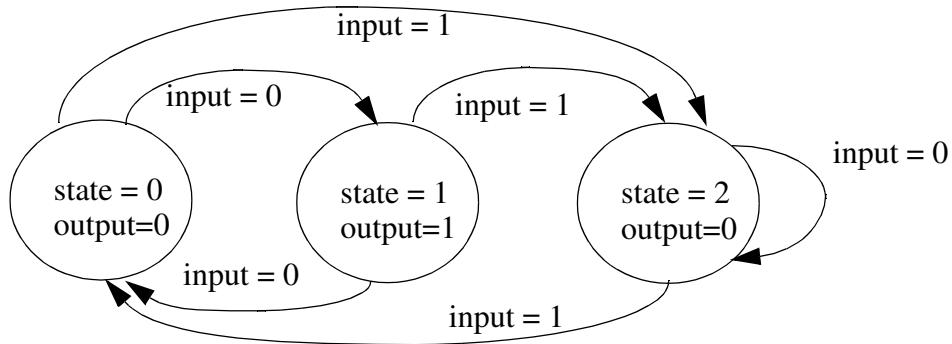 input = 1
input = 0
input = 1
input = 0
state = 0
output=0
state = 1
output=1
state = 2
output=0
input = 0
input = 1